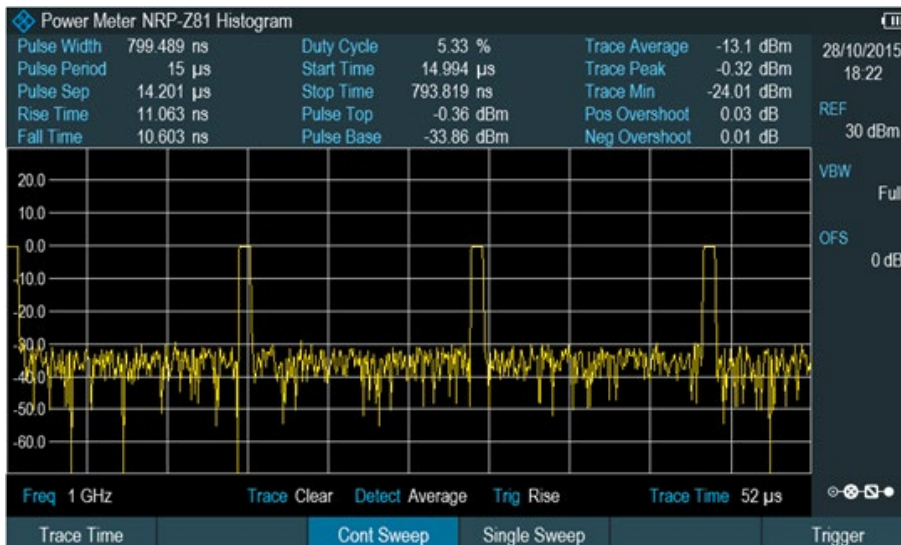 Power Meter NRP-Z81 Histogram
Pulse Width 799.489 ns Duty Cycle 5.33 % Trace Average -13.1 dBm
Pulse Period 15 µs Start Time 14.994 µs Trace Peak -0.32 dBm
Pulse Sep 14.201 µs Stop Time 793.819 ns Trace Min -24.01 dBm
Rise Time 11.063 ns Pulse Top -0.36 dBm Pos Overshoot 0.03 dB
Fall Time 10.603 ns Pulse Base -33.86 dBm Neg Overshoot 0.01 dB
28/10/2015
18:22
REF
30 dBm
VBW
Full
OFS
0 dB
20.0
10.0
0.0
-10.0
-20.0
-30.0
-40.0
-50.0
-60.0
Freq 1 GHz Trace Clear Detect Average Trig Rise Trace Time 52 µs
Trace Time Cont Sweep Single Sweep Trigger